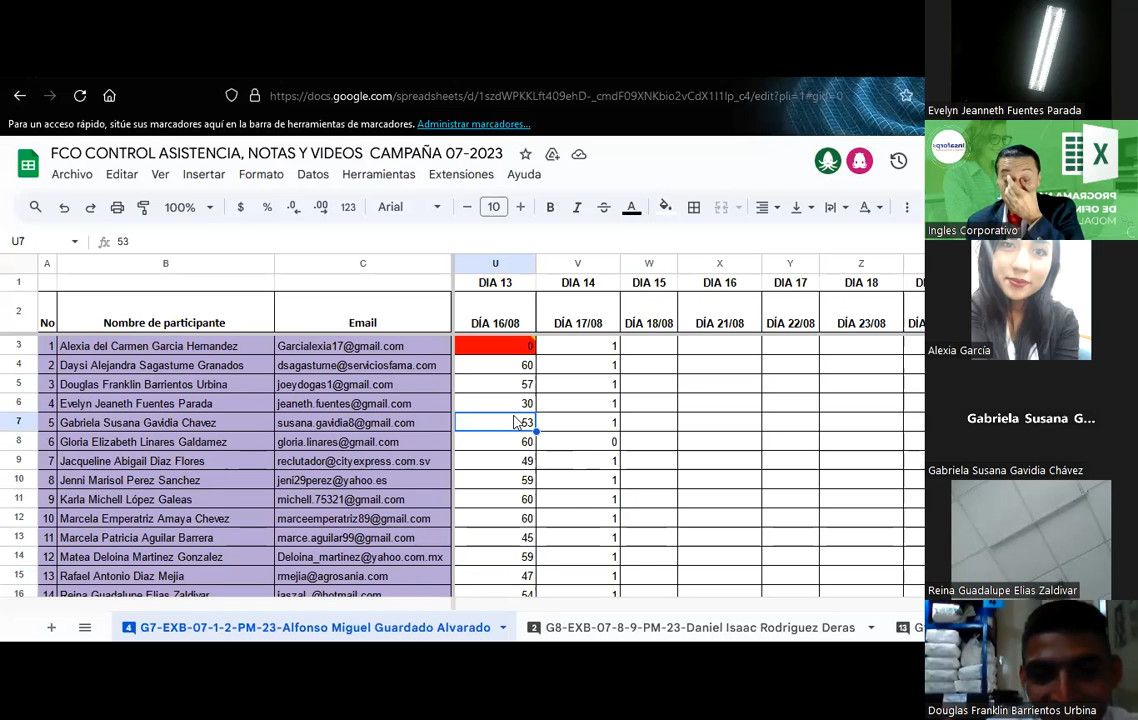 https://docs.google.com/spreadsheets/d/1szdWPKKLft409ehD-_cmdF09XNKbio2vCdX1I1Ip_c4/edit?pli=1#gid=0
Para un acceso rápido, sitúe sus marcadores aquí en la barra de herramientas de marcadores. Administrar marcadores...
FCO CONTROL ASISTENCIA, NOTAS Y VIDEOS CAMPAÑA 07-2023
Archivo Editar Ver Insertar Formato Datos Herramientas Extensiones Ayuda
100% $ % .0 .00 123 Arial 10 B I S A
U7 fx 53
A B C U V W X Y Z
1 DIA 13 DIA 14 DIA 15 DIA 16 DIA 17 DIA 18
2 No Nombre de participante Email DÍA 16/08 DÍA 17/08 DÍA 18/08 DÍA 21/08 DÍA 22/08 DÍA 23/08
3 1 Alexia del Carmen Garcia Hernandez Garcialexia17@gmail.com 0 1
4 2 Daysi Alejandra Sagastume Granados dsagastume@serviciosfama.com 60 1
5 3 Douglas Franklin Barrientos Urbina joeydogas1@gmail.com 57 1
6 4 Evelyn Jeaneth Fuentes Parada jeaneth.fuentes@gmail.com 30 1
7 5 Gabriela Susana Gavidia Chavez susana.gavidia8@gmail.com 53 1
8 6 Gloria Elizabeth Linares Galdamez gloria.linares@gmail.com 60 0
9 7 Jacqueline Abigail Diaz Flores reclutador@cityexpress.com.sv 49 1
10 8 Jenni Marisol Perez Sanchez jeni29perez@yahoo.es 59 1
11 9 Karla Michell López Galeas michell.75321@gmail.com 60 1
12 10 Marcela Emperatriz Amaya Chevez marceemperatriz89@gmail.com 60 1
13 11 Marcela Patricia Aguilar Barrera marce.aguilar99@gmail.com 45 1
14 12 Matea Deloina Martinez Gonzalez Deloina_martinez@yahoo.com.mx 59 1
15 13 Rafael Antonio Diaz Mejia rmejia@agrosania.com 47 1
16 14 Reina Guadalupe Elias Zaldivar 54 1
4 G7-EXB-07-1-2-PM-23-Alfonso Miguel Guardado Alvarado 2 G8-EXB-07-8-9-PM-23-Daniel Isaac Rodriguez Deras 13 G
Evelyn Jeanneth Fuentes Parada
Ingles Corporativo
Alexia García
Gabriela Susana G...
Gabriela Susana Gavidia Chávez
Reina Guadalupe Elias Zaldivar
Douglas Franklin Barrientos Urbina